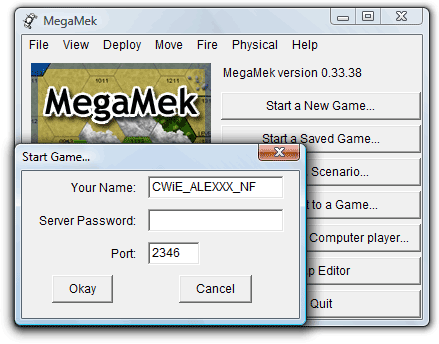 MegaMek
File View Deploy Move Fire Physical Help
MegaMek version 0.33.38
1011
1211
MegaMek
Start a New Game...
Start a Saved Game...
Scenario...
t to a Game...
Computer player...
p Editor
Quit
Start Game...
Your Name: CWiE_ALEXXX_NF
Server Password:
Port: 2346
Okay Cancel